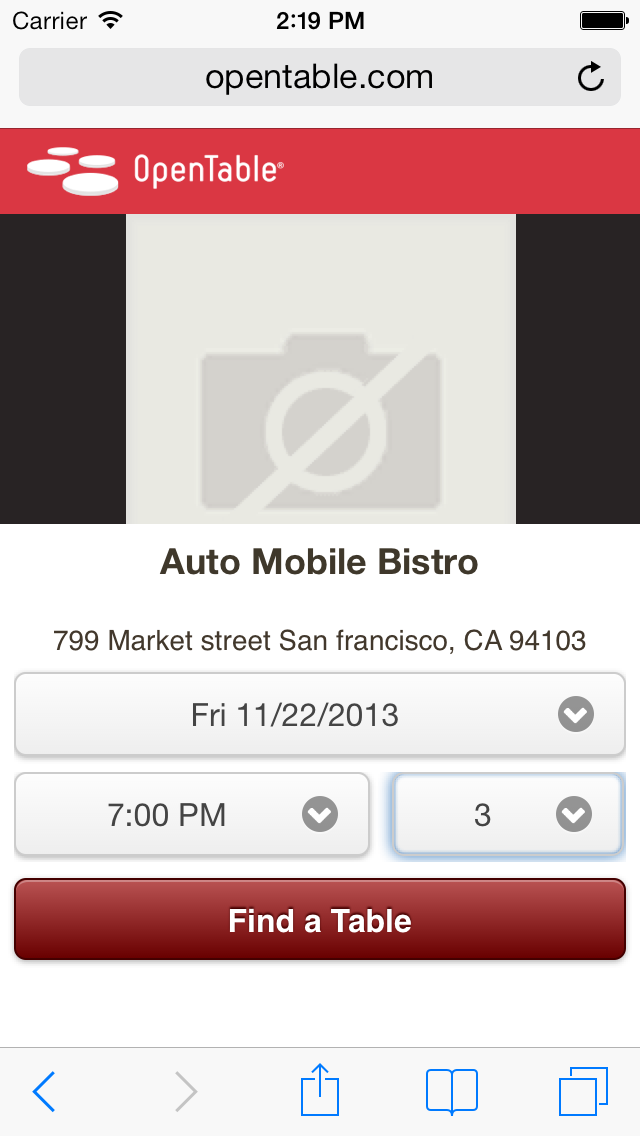 Carrier 2:19 PM
opentable.com
OpenTable®
Auto Mobile Bistro
799 Market street San francisco, CA 94103
Fri 11/22/2013
7:00 PM 3
Find a Table